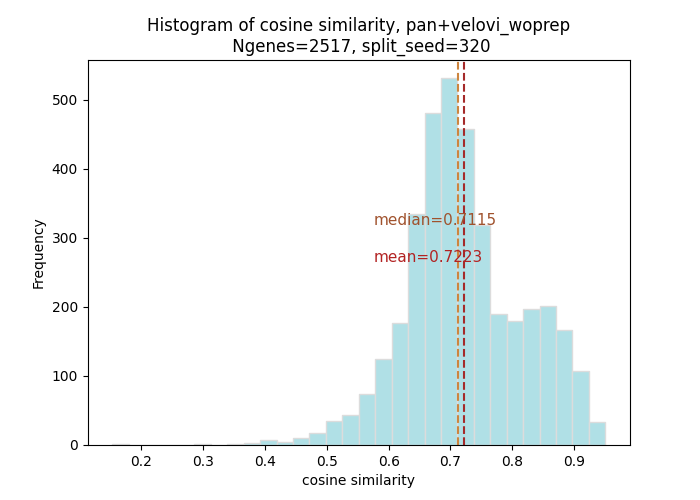 Histogram of cosine similarity, pan+velovi_woprep
Ngenes=2517, split_seed=320
500
400
300
200
100
0
Frequency
median=0.7115
mean=0.7223
0.2 0.3 0.4 0.5 0.6 0.7 0.8 0.9
cosine similarity